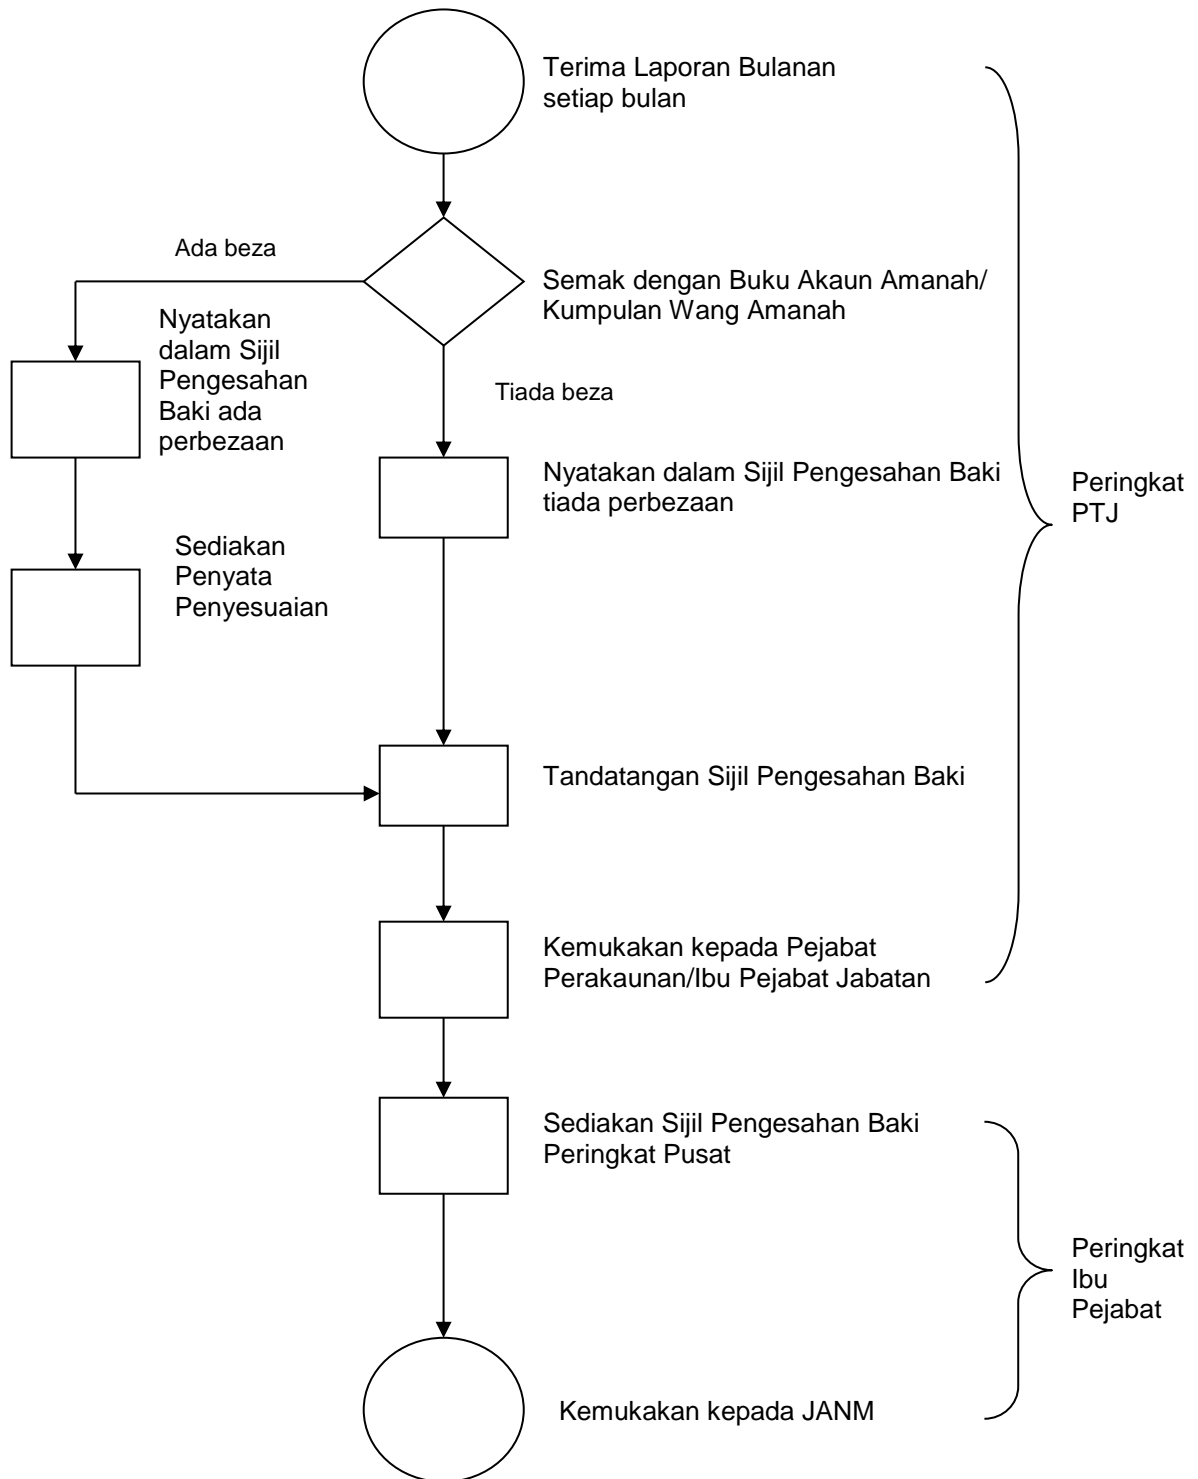 Terima Laporan Bulanan
setiap bulan
Ada beza
Semak dengan Buku Akaun Amanah/
Kumpulan Wang Amanah
Nyatakan
dalam Sijil
Pengesahan
Baki ada
perbezaan
Tiada beza
Nyatakan dalam Sijil Pengesahan Baki
tiada perbezaan
Peringkat
PTJ
Sediakan
Penyata
Penyesuaian
Tandatangan Sijil Pengesahan Baki
Kemukakan kepada Pejabat
Perakaunan/Ibu Pejabat Jabatan
Sediakan Sijil Pengesahan Baki
Peringkat Pusat
Peringkat
Ibu
Pejabat
Kemukakan kepada JANM